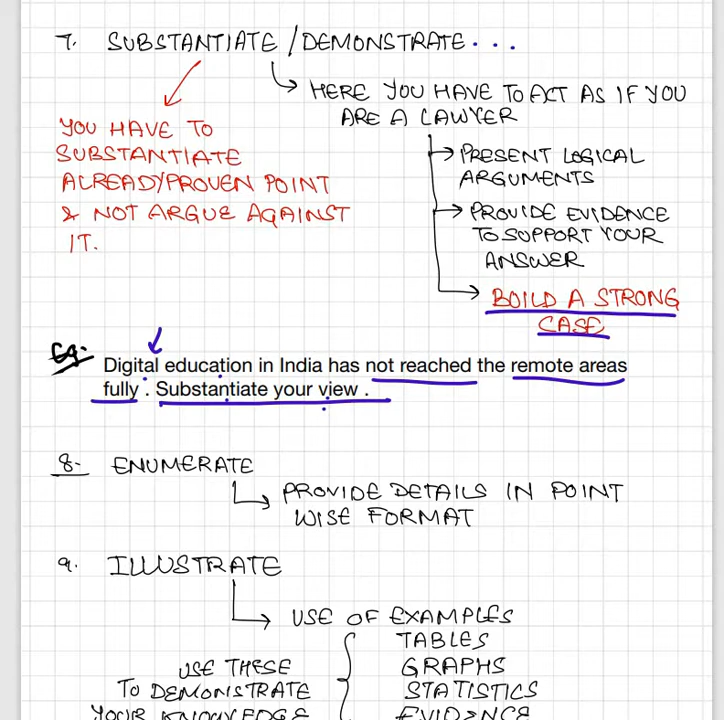 7. SUBSTANTIATE / DEMONSTRATE...
HERE YOU HAVE TO ACT AS IF YOU
ARE A LAWYER
YOU HAVE TO
SUBSTANTIATE
ALREADY PROVEN POINT
& NOT ARGUE AGAINST
IT.
PRESENT LOGICAL
ARGUMENTS
PROVIDE EVIDENCE
TO SUPPORT YOUR
ANSWER
BUILD A STRONG
CASE
Eg:-
Digital education in India has not reached the remote areas
fully . Substantiate your view .
8. ENUMERATE
PROVIDE DETAILS IN POINT
WISE FORMAT
9. ILLUSTRATE
USE OF EXAMPLES
TABLES
GRAPHS
STATISTICS
EVIDENCE
USE THESE
TO DEMONSTRATE
YOUR KNOWLEDGE